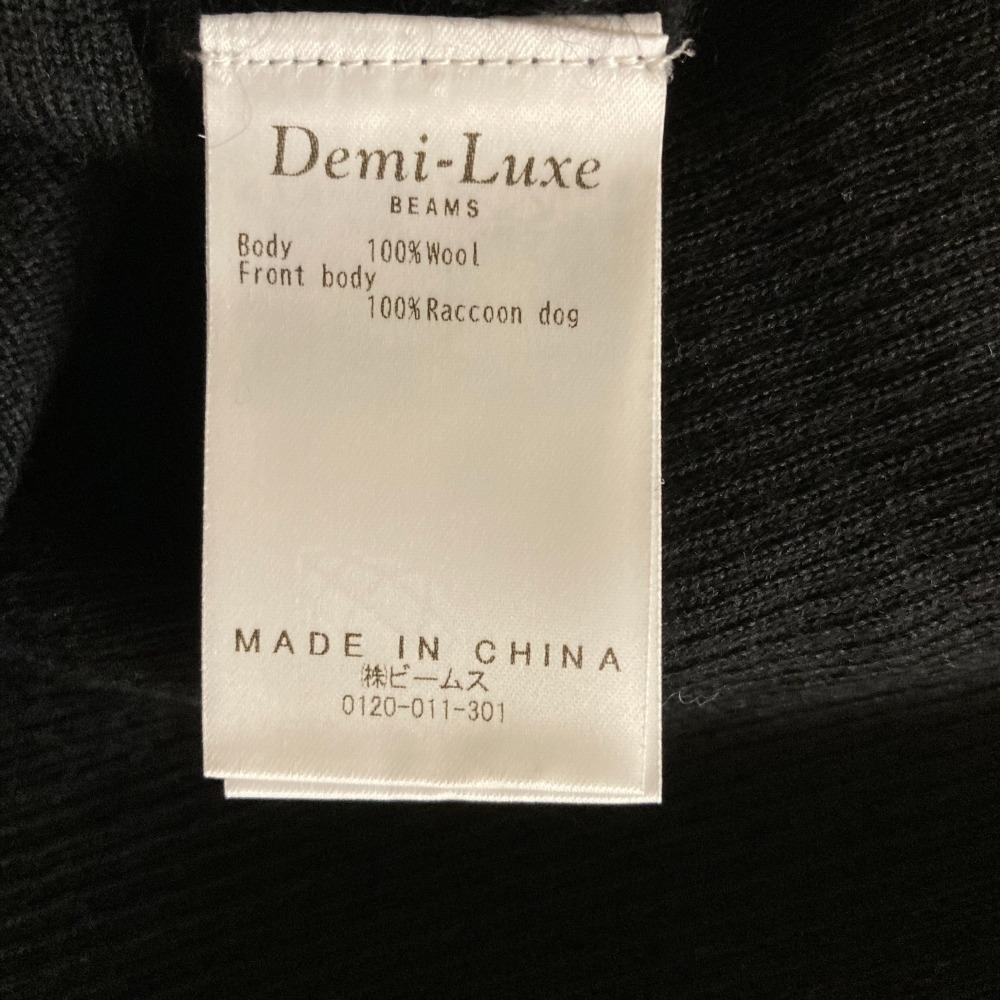 Demi-Luxe
BEAMS
Body 100%Wool
Front body
100%Raccoon dog
MADE IN CHINA
㈱ビームス
0120-011-301